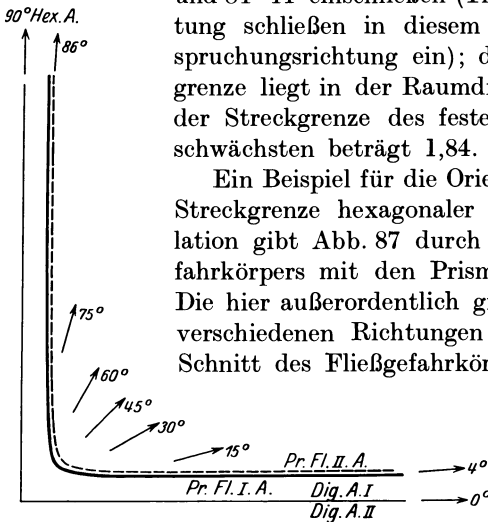 und 31° 11' einschließen (Tr
tung schließen in diesem
spruchungsrichtung ein); d
grenze liegt in der Raumdi
der Streckgrenze des feste
schwächsten beträgt 1,84.
Ein Beispiel für die Orie
Streckgrenze hexagonaler
lation gibt Abb. 87 durch
fahrkörpers mit den Prism
Die hier außerordentlich g
verschiedenen Richtungen
Schnitt des Fließgefahrkör
90° Hex. A.
86°
75°
60°
45°
30°
15°
Pr. Fl. II. A.
4°
Pr. Fl. I. A. Dig. A. I
0°
Dig. A. II